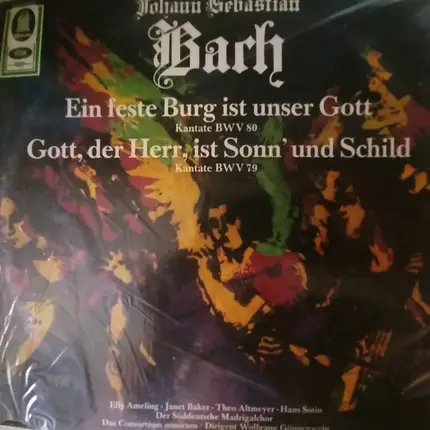 Johann Sebastian
Bach
Ein feste Burg ist unser Gott
Kantate BWV 80
Gott, der Herr, ist Sonn' und Schild
Kantate BWV 79
Elly Ameling · Janet Baker · Theo Altmeyer · Hans Sotin
Der Süddeutsche Madrigalchor
Das Consortium musicum · Dirigent Wolfgang Gönnenwein